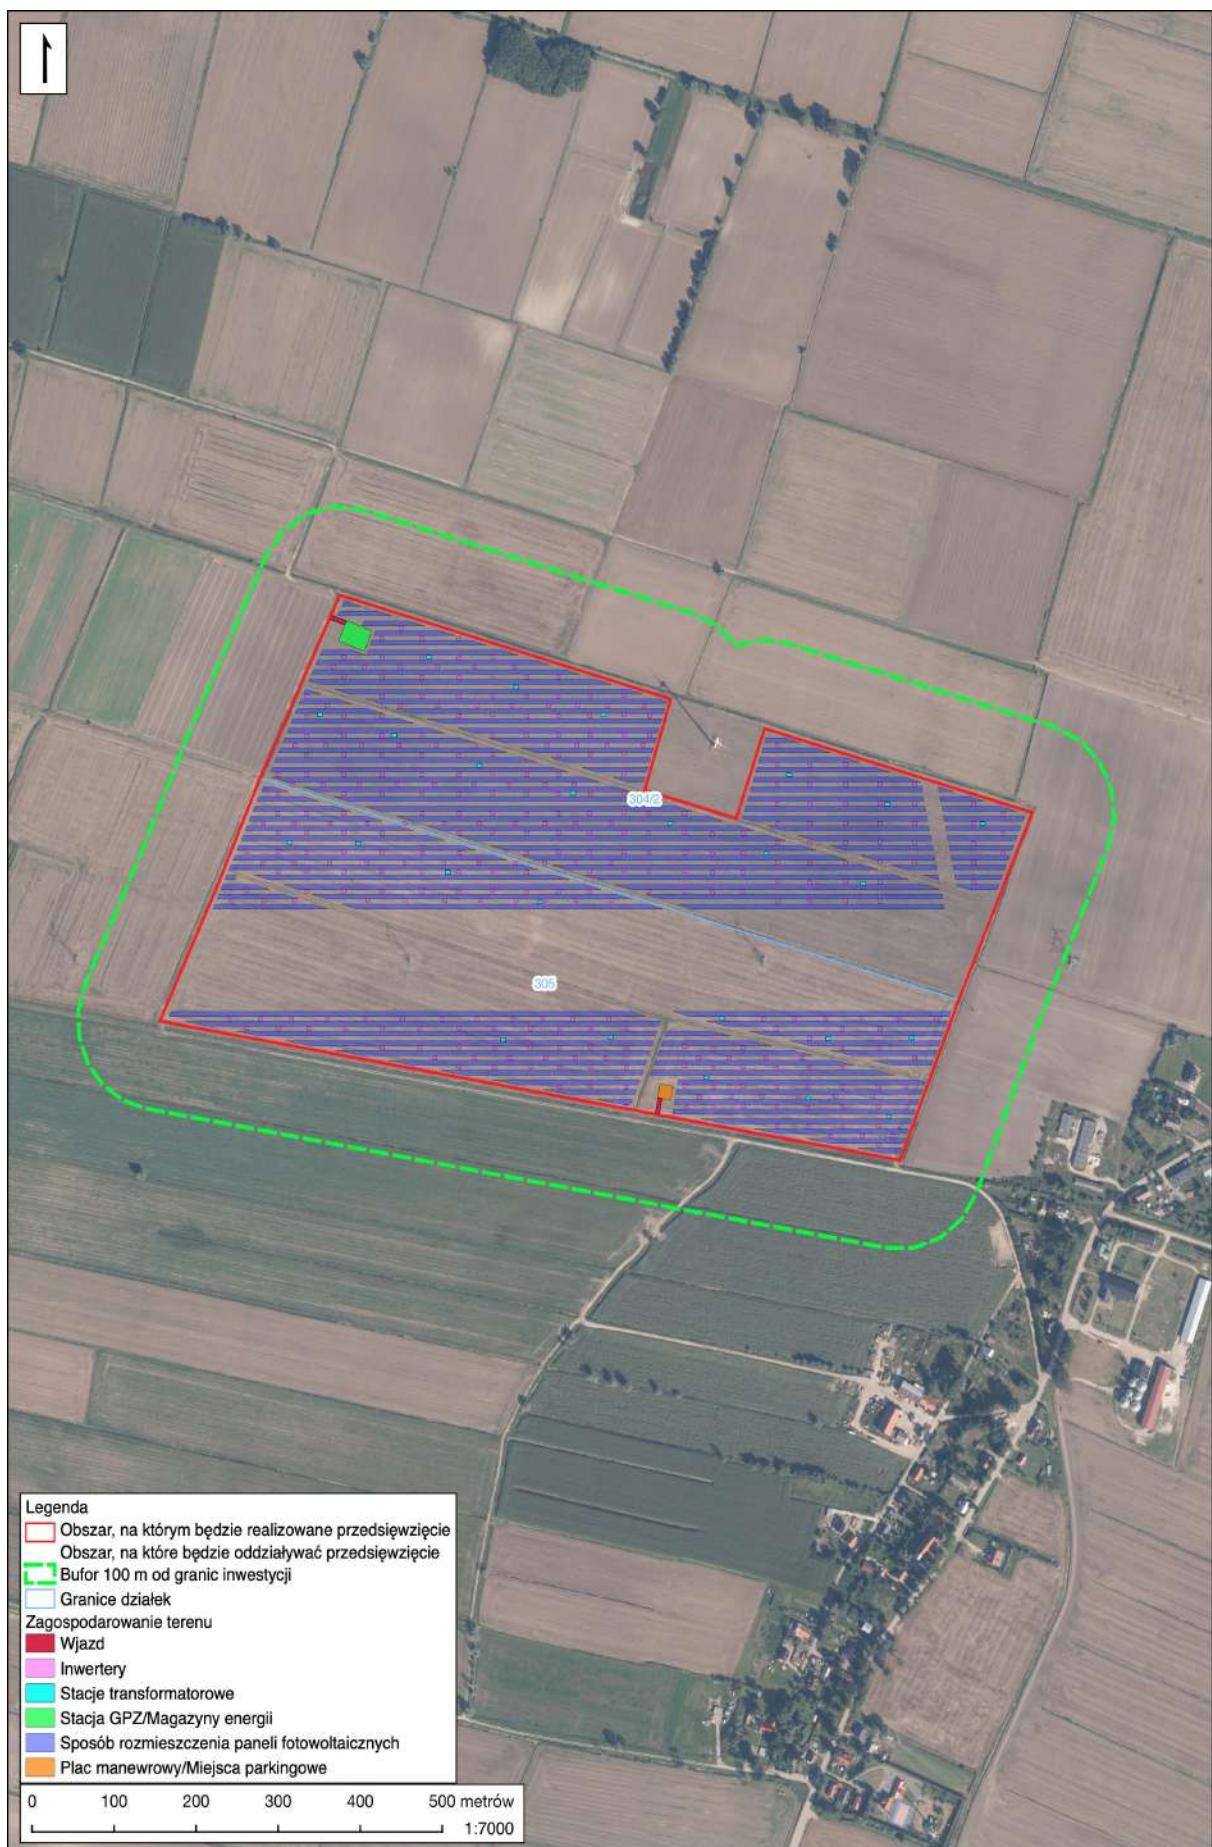 304/2
305
Legenda
Obszar, na którym będzie realizowane przedsięwzięcie
Obszar, na które będzie oddziaływać przedsięwzięcie
Bufor 100 m od granic inwestycji
Granice działek
Zagospodarowanie terenu
Wjazd
Inwertery
Stacje transformatorowe
Stacja GPZ/Magazyny energii
Sposób rozmieszczenia paneli fotowoltaicznych
Plac manewrowy/Miejsca parkingowe
0 100 200 300 400 500 metrów
1:7000